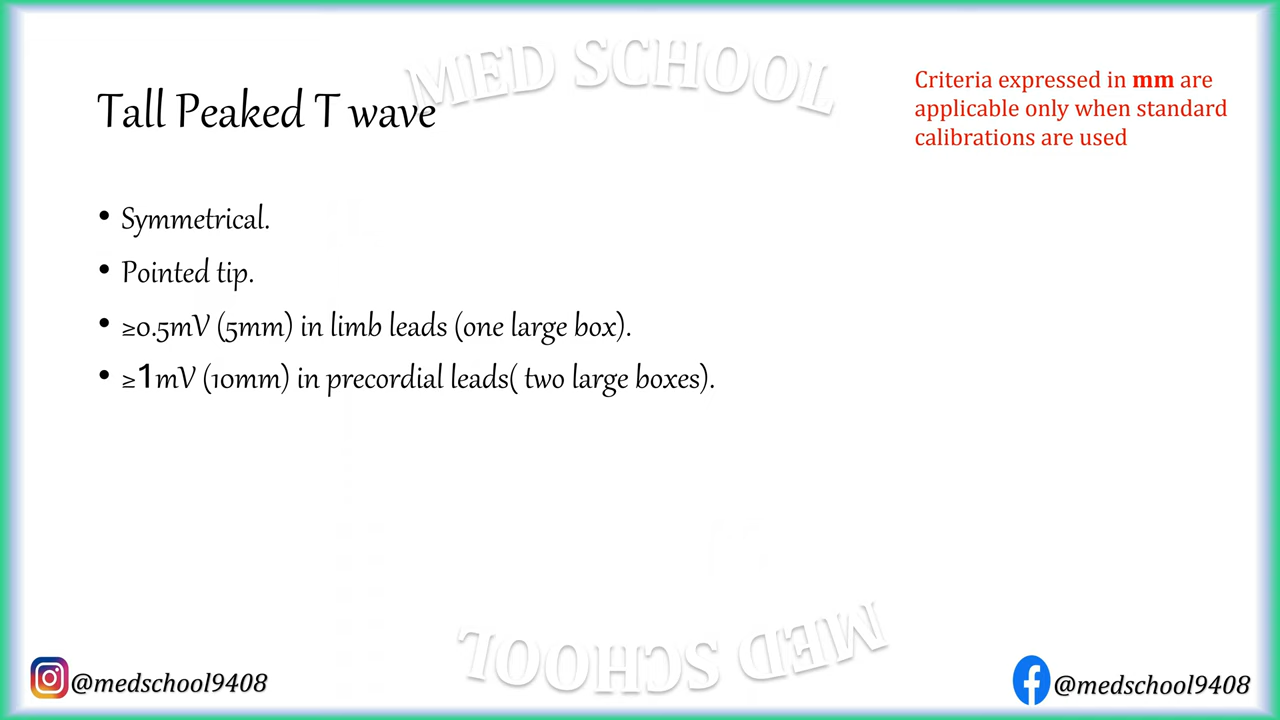 MED SCHOOL
Tall Peaked T wave
Criteria expressed in mm are
applicable only when standard
calibrations are used
• Symmetrical.
• Pointed tip.
• ≥0.5mV (5mm) in limb leads (one large box).
• ≥1mV (10mm) in precordial leads( two large boxes).
MED SCHOOL
@medschool9408
@medschool9408